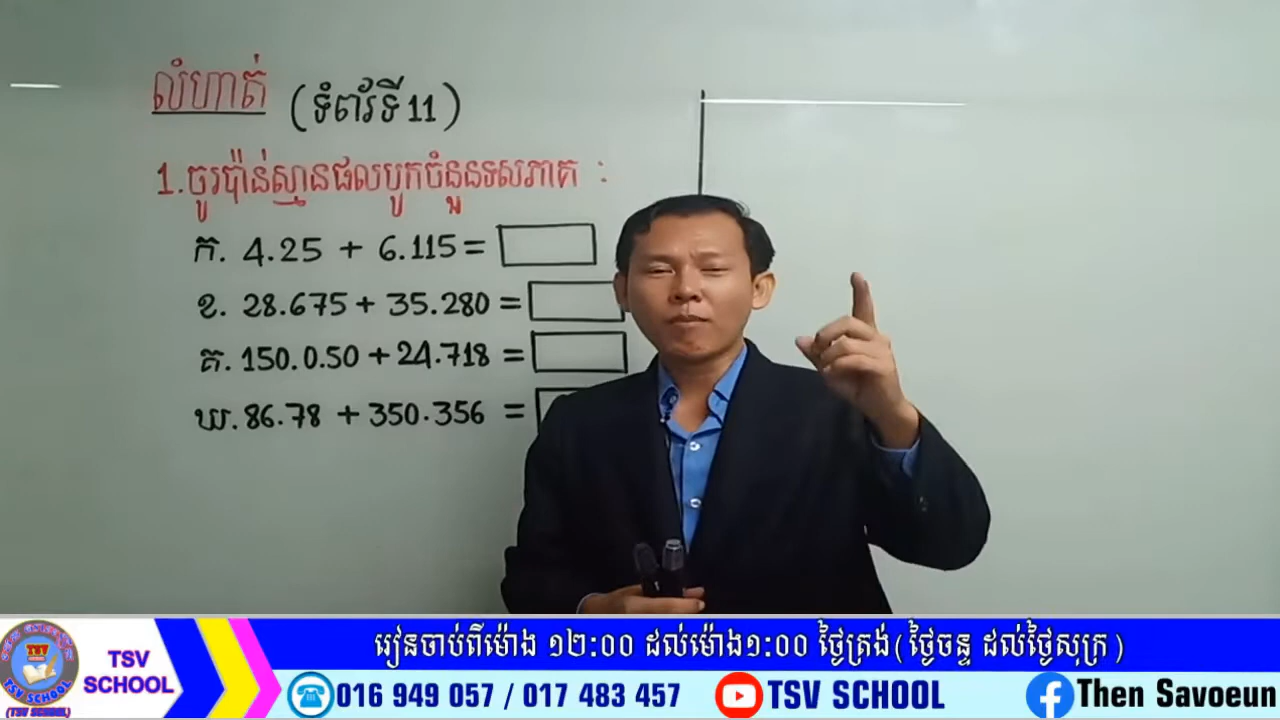 លំហាត់ (ទំព័រទី 11)
1. ចូរប៉ាន់ស្មានផលបូកចំនួនទសភាគ :
ក. 4.25 + 6.115 =
ខ. 28.675 + 35.280 =
គ. 150.0.50 + 24.718 =
ឃ. 86.78 + 350.356 =
រៀនចាប់ពីម៉ោង ១២:០០ ដល់ម៉ោង១:០០ ថ្ងៃត្រង់( ថ្ងៃចន្ទ ដល់ថ្ងៃសុក្រ )
TSV SCHOOL
016 949 057 / 017 483 457
TSV SCHOOL
Then Savoeun
TSV
TSV SCHOOL
(TSV SCHOOL)